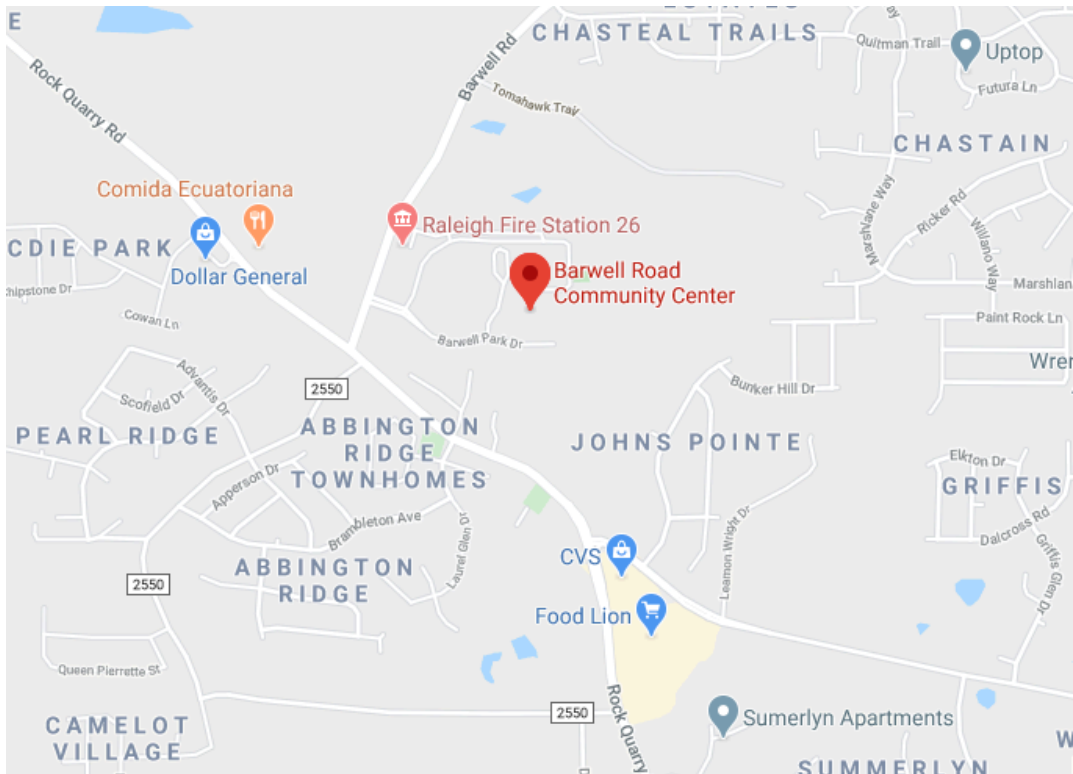 E
ESTATES
CHASTEAL TRAILS
Quitman Trail
Uptop
Futura Ln
Rock Quarry Rd
Barwell Rd
Tomahawk Trail
CHASTAIN
Comida Ecuatoriana
Raleigh Fire Station 26
Marshlane Way
Ricker Rd
Willano Way
CDIE PARK
Dollar General
Barwell Road
Community Center
Chipstone Dr
Marshlan
Cowan Ln
Paint Rock Ln
Barwell Park Dr
Wren
Advantis Dr
2550
Bunker Hill Dr
Scofield Dr
PEARL RIDGE
ABBINGTON
RIDGE
TOWNHOMES
JOHNS POINTE
Elkton Dr
GRIFFIS
Apperson Dr
Brambleton Ave
Laurel Glen Dr
Leamon Wright Dr
Dalcross Rd
Griffis Glen Dr
CVS
ABBINGTON
RIDGE
2550
Food Lion
Queen Pierrette St
Rock Quarry
2550
Sumerlyn Apartments
CAMELOT
VILLAGE
W
SUMMERLYN